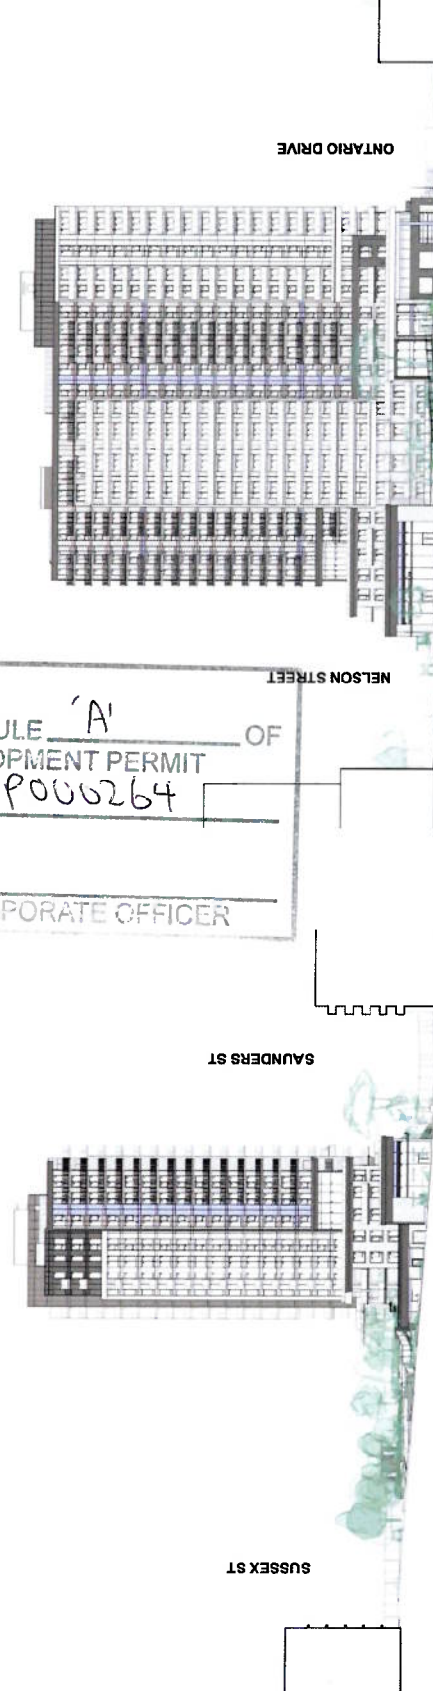 ONTARIO DRIVE
NELSON STREET
ULE 'A' OF
OPMENT PERMIT
P000264
PORATE OFFICER
SAUNDERS ST
SUSSEX ST